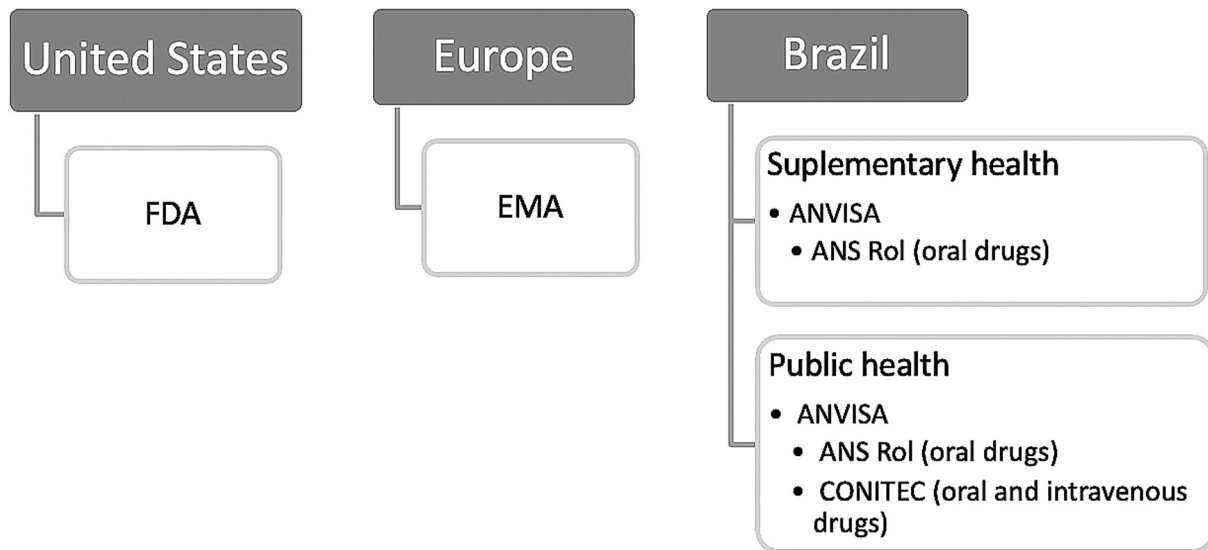 United States
FDA
Europe
EMA
Brazil
Suplementary health
• ANVISA
• ANS Rol (oral drugs)
Public health
• ANVISA
• ANS Rol (oral drugs)
• CONITEC (oral and intravenous
drugs)